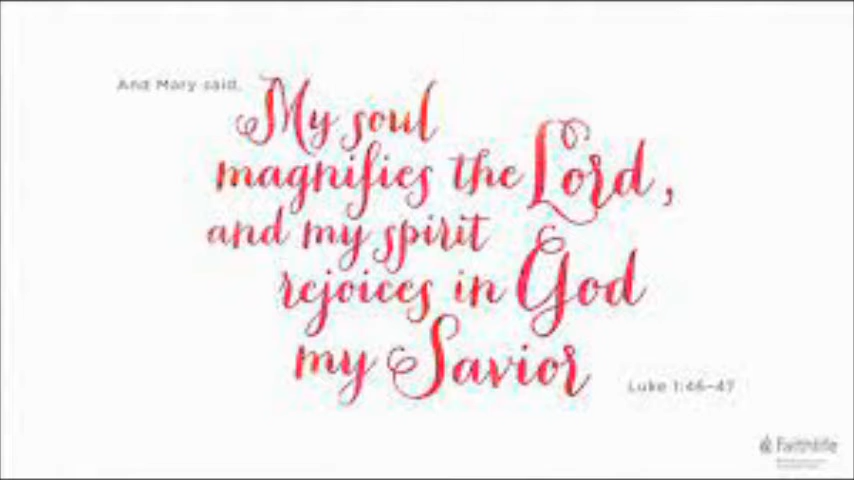 And Mary said,
My soul
magnifies the Lord,
and my spirit
rejoices in God
my Savior
Luke 1:46-47
Faithlife